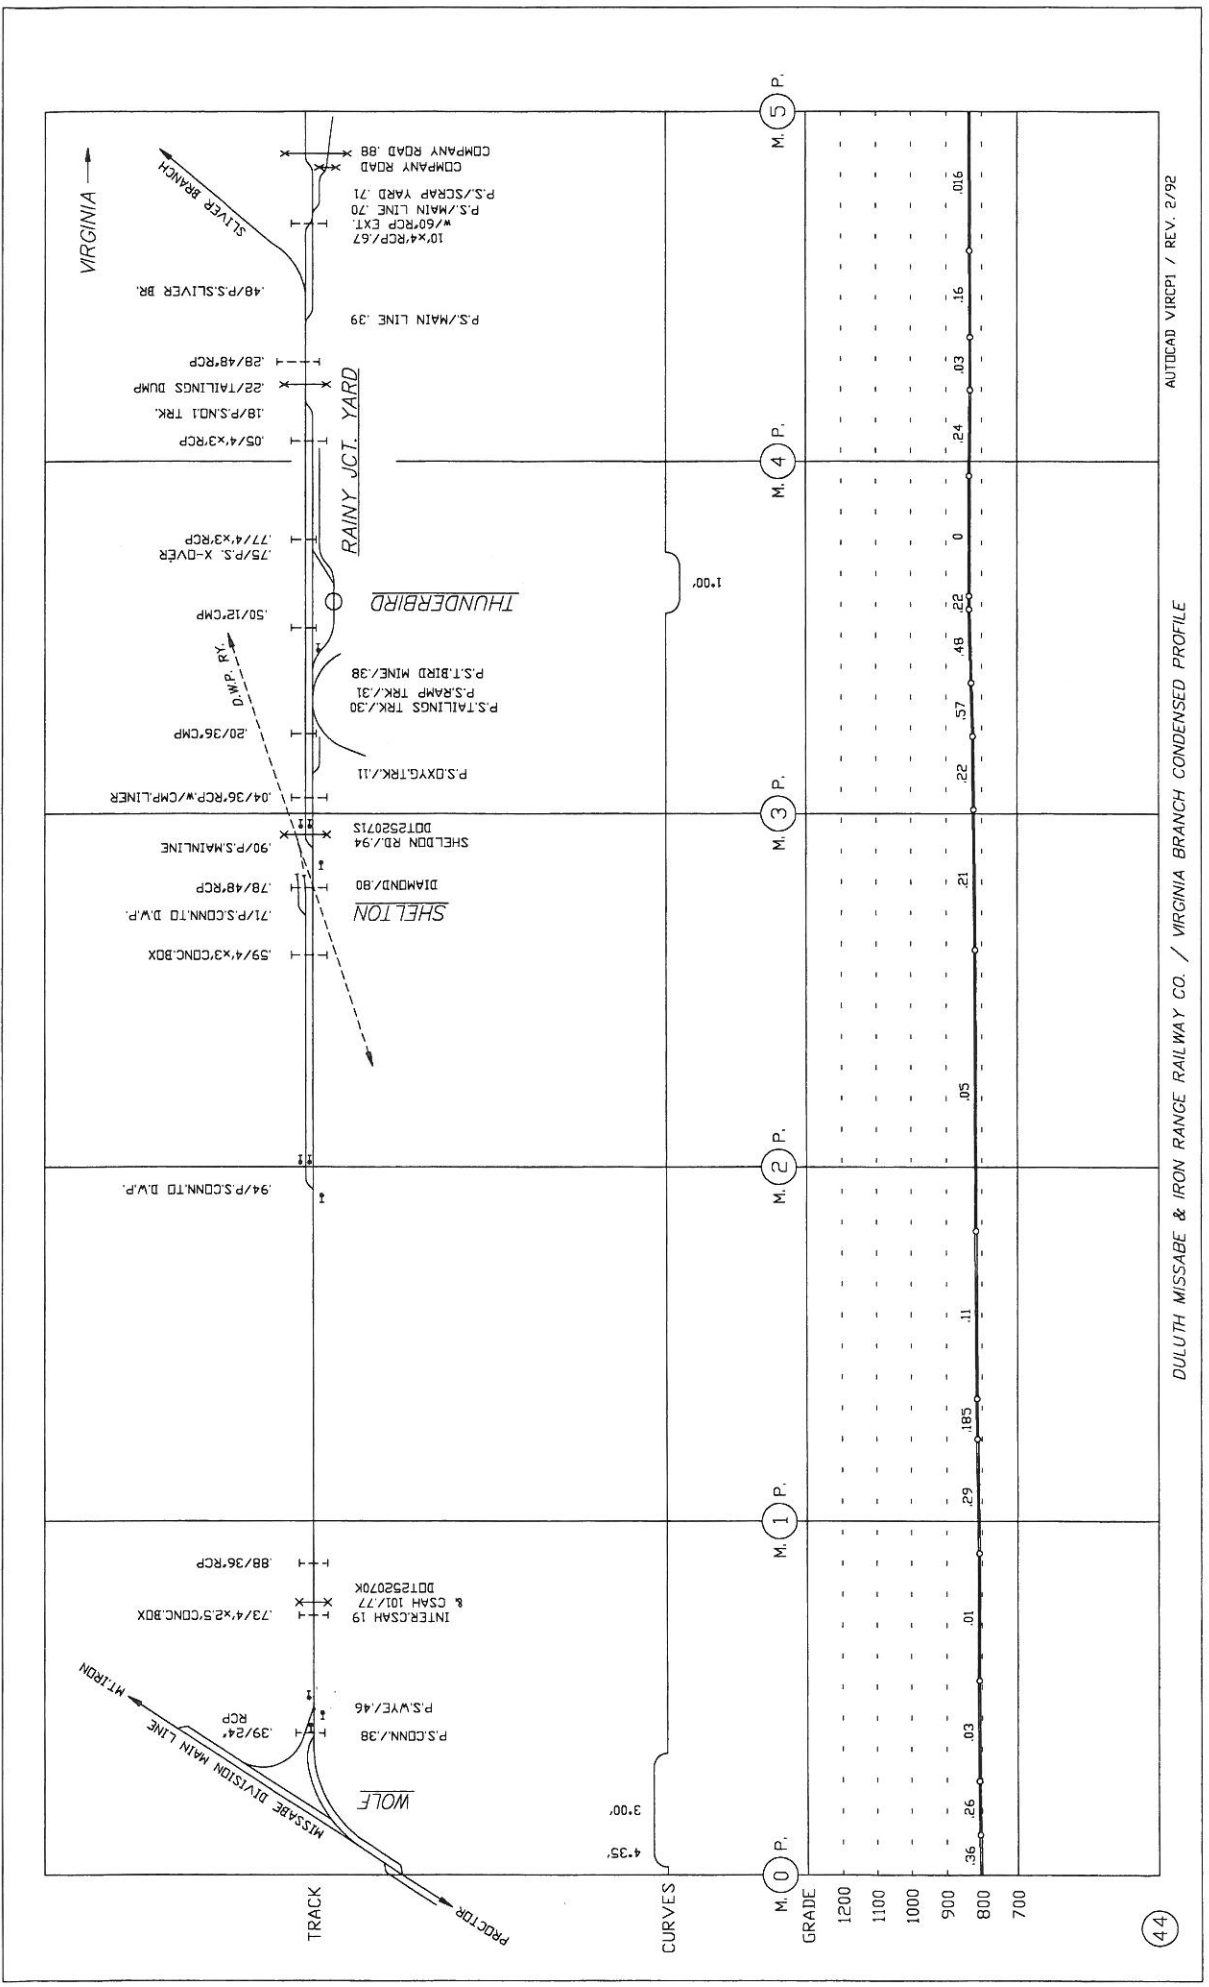 VIRGINIA
SLIVER BRANCH
MT.IRON
MISSABE DIVISION MAIN LINE
PROCTOR
D.W.P. RY.
TRACK
WOLF
.39/24"
RCP
P.S.CONN./.38
P.S.WYE/.46
.73/4'x2.5'CONC.BOX
INTER.CSAH 19
& CSAH 101/.77
DOT252070K
.88/36"RCP
.94/P.S.CONN.TO D.W.P.
.59/4'x3'CONC.BOX
.71/P.S.CONN.TO D.W.P.
SHELTON
.78/48"RCP
DIAMOND/.80
.90/P.S.MAINLINE
SHELDON RD./.94
DOT252071S
.04/36"RCP.W/CMP.LINER
P.S.OXYG.TRK./.11
.20/36"CMP
P.S.TAILINGS TRK./.30
P.S.RAMP TRK./.31
P.S.T.BIRD MINE/.38
.50/12"CMP
THUNDERBIRD
.75/P.S. X-OVER
.77/4'x3'RCP
RAINY JCT. YARD
.05/4'x3'RCP
.18/P.S.NO.1 TRK.
.22/TAILINGS DUMP
.28/48"RCP
P.S./MAIN LINE .39
.48/P.S.SLIVER BR.
10'x4'RCP/.67
W/60"RCP EXT.
P.S./MAIN LINE .70
P.S./SCRAP YARD .71
COMPANY ROAD
COMPANY ROAD .88
CURVES
4°35'
3°00'
1°00'
M. 0 P.
M. 1 P.
M. 2 P.
M. 3 P.
M. 4 P.
M. 5 P.
GRADE
1200
1100
1000
900
800
700
.36
.26
.03
.01
.29
.185
.11
.05
.21
.22
.57
.48
.22
0
.24
.03
.16
.016
44
DULUTH MISSABE & IRON RANGE RAILWAY CO. / VIRGINIA BRANCH CONDENSED PROFILE
AUTOCAD VIRCP1 / REV. 2/92